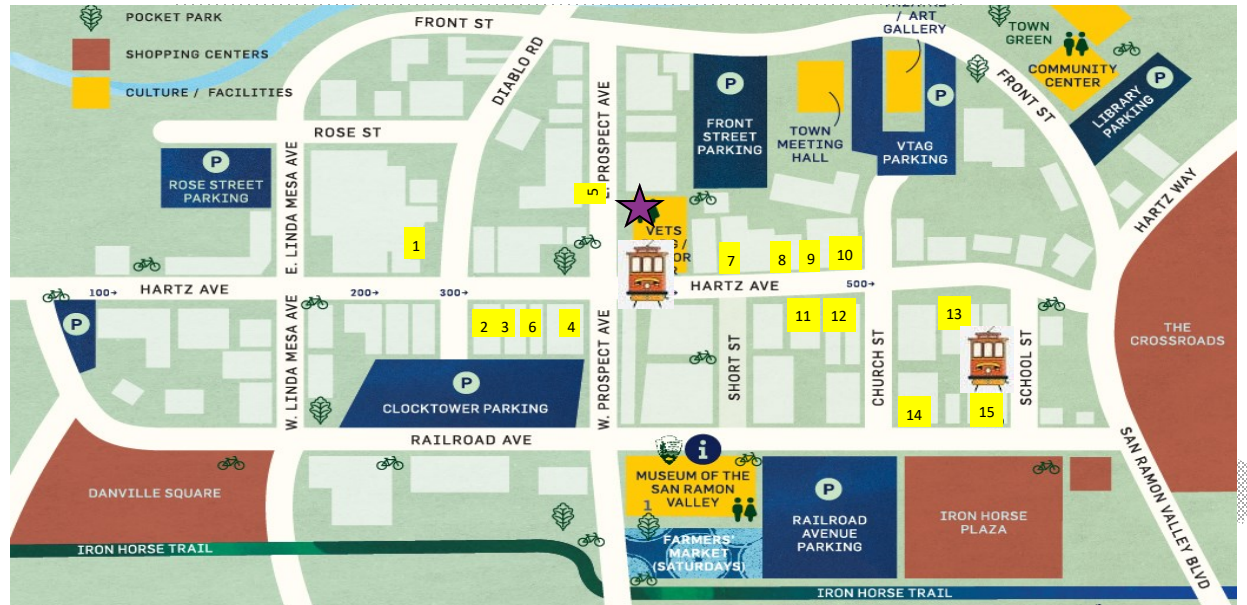 POCKET PARK
SHOPPING CENTERS
CULTURE / FACILITIES
FRONT ST
DIABLO RD
E. PROSPECT AVE
/ ART
GALLERY
TOWN
GREEN
COMMUNITY
CENTER
P
LIBRARY
PARKING
FRONT ST
P
FRONT
STREET
PARKING
TOWN
MEETING
HALL
P
VTAG
PARKING
ROSE ST
P
ROSE STREET
PARKING
E. LINDA MESA AVE
HARTZ WAY
5
1
VETS
7
8
9
10
100→
HARTZ AVE
200→
300→
HARTZ AVE
500→
P
W. LINDA MESA AVE
2
3
6
4
W. PROSPECT AVE
SHORT ST
11
12
CHURCH ST
13
SCHOOL ST
THE
CROSSROADS
P
CLOCKTOWER PARKING
14
15
RAILROAD AVE
SAN RAMON VALLEY BLVD
DANVILLE SQUARE
i
MUSEUM OF THE
SAN RAMON
VALLEY
1
FARMERS'
MARKET
(SATURDAYS)
P
RAILROAD
AVENUE
PARKING
IRON HORSE
PLAZA
IRON HORSE TRAIL
IRON HORSE TRAIL